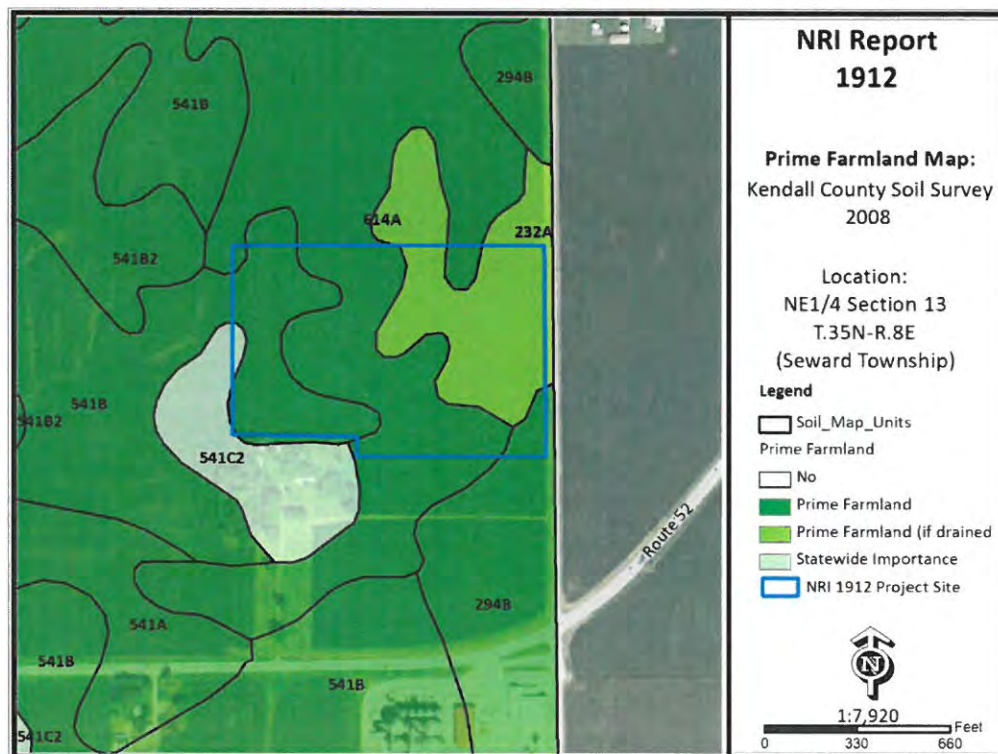 NRI Report
1912
Prime Farmland Map:
Kendall County Soil Survey
2008
Location:
NE1/4 Section 13
T.35N-R.8E
(Seward Township)
Legend
Soil_Map_Units
Prime Farmland
No
Prime Farmland
Prime Farmland (if drained
Statewide Importance
NRI 1912 Project Site
N
1:7,920
Feet
0 330 660
294B
541B
614A
232A
541B2
541B
541B2
541C2
Route 52
294B
541A
541B
541B
541C2